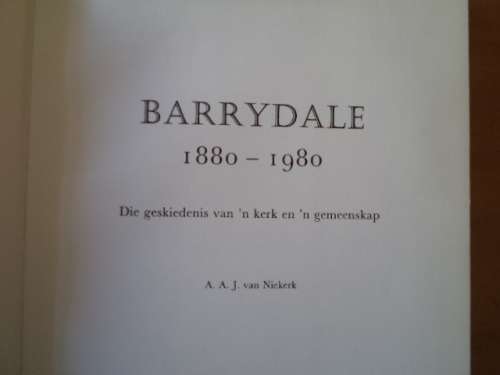 BARRYDALE
1880 – 1980
Die geskiedenis van 'n kerk en 'n gemeenskap
A. A. J. van Niekerk